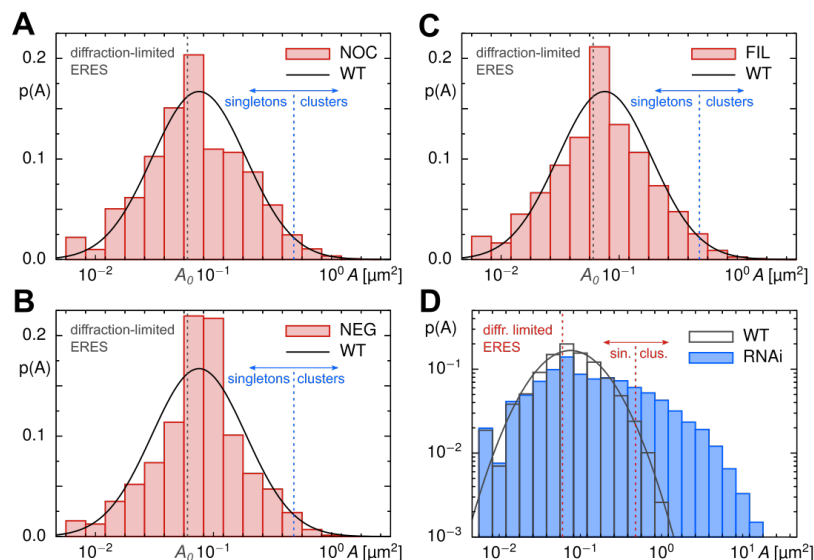 A
0.2
p(A)
0.1
0.0
diffraction-limited
ERES
NOC
WT
singletons clusters
10⁻² A₀ 10⁻¹ 10⁰ A [µm²]
C
0.2
p(A)
0.1
0.0
diffraction-limited
ERES
FIL
WT
singletons clusters
10⁻² A₀ 10⁻¹ 10⁰ A [µm²]
B
0.2
p(A)
0.1
0.0
diffraction-limited
ERES
NEG
WT
singletons clusters
10⁻² A₀ 10⁻¹ 10⁰ A [µm²]
D
p(A)
10⁻¹
10⁻²
10⁻³
diffr. limited
ERES
WT
RNAi
sin. clus.
10⁻² 10⁻¹ 10⁰ 10¹ A [µm²]